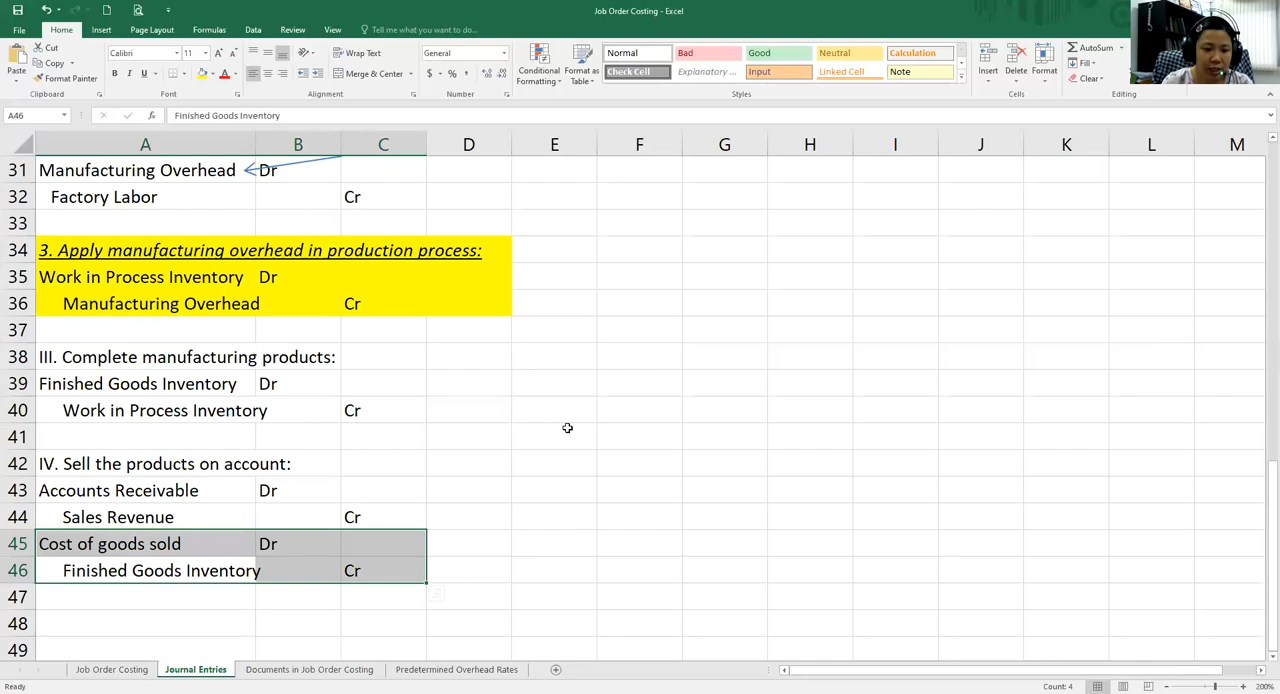 Job Order Costing - Excel
File Home Insert Page Layout Formulas Data Review View Tell me what you want to do...
Paste Cut Copy Format Painter Clipboard
Calibri 11 A A B I U A Font
Wrap Text Merge & Center Alignment
General $ % , Number
Conditional Formatting Format as Table
Normal Bad Good Neutral Calculation
Check Cell Explanatory ... Input Linked Cell Note
Styles
Insert Delete Format Cells
AutoSum Fill Clear Editing
A46 fx Finished Goods Inventory
A B C D E F G H I J K L M
31 Manufacturing Overhead Dr
32 Factory Labor Cr
33
34 3. Apply manufacturing overhead in production process:
35 Work in Process Inventory Dr
36 Manufacturing Overhead Cr
37
38 III. Complete manufacturing products:
39 Finished Goods Inventory Dr
40 Work in Process Inventory Cr
41
42 IV. Sell the products on account:
43 Accounts Receivable Dr
44 Sales Revenue Cr
45 Cost of goods sold Dr
46 Finished Goods Inventory Cr
47
48
49
Job Order Costing Journal Entries Documents in Job Order Costing Predetermined Overhead Rates
Ready Count: 4 200%